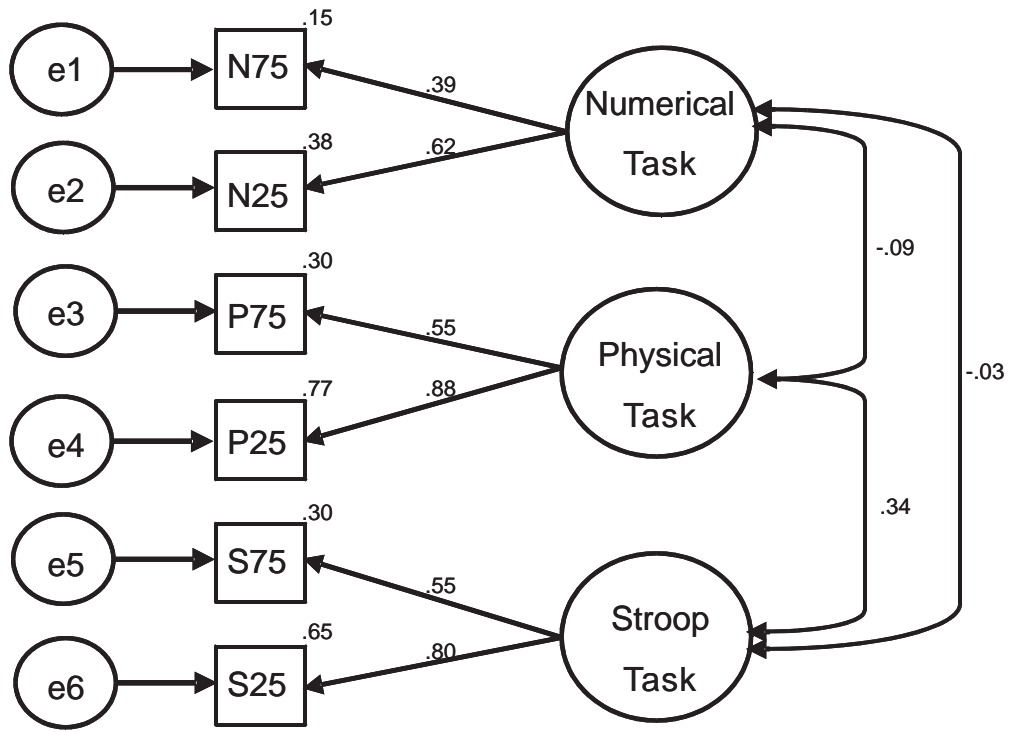 .15
e1
N75
.39
Numerical
Task
.38
e2
N25
.62
-.09
.30
e3
P75
.55
Physical
Task
-.03
.77
e4
P25
.88
.34
.30
e5
S75
.55
Stroop
Task
.65
e6
S25
.80